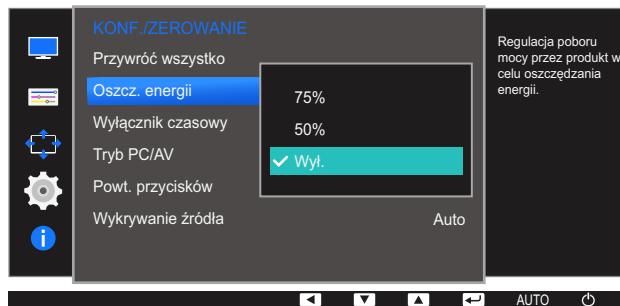 KONF./ZEROWANIE
Przywróć wszystko
Oszcz. energii
Wyłącznik czasowy
Tryb PC/AV
Powt. przycisków
Wykrywanie źródła Auto
75%
50%
Wył.
Regulacja poboru
mocy przez produkt w
celu oszczędzania
energii.
AUTO